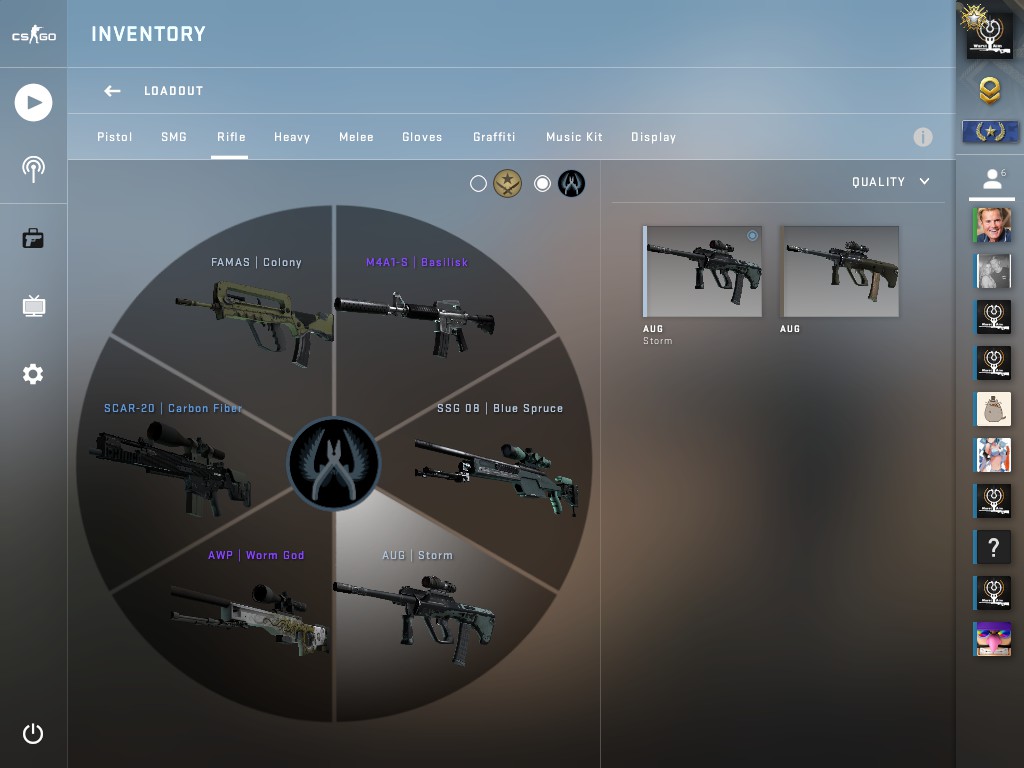 CS GO
INVENTORY
LOADOUT
Pistol SMG Rifle Heavy Melee Gloves Graffiti Music Kit Display
i
QUALITY
6
FAMAS | Colony
M4A1-S | Basilisk
AUG
Storm
AUG
SCAR-20 | Carbon Fiber
SSG 08 | Blue Spruce
AWP | Worm God
AUG | Storm
?